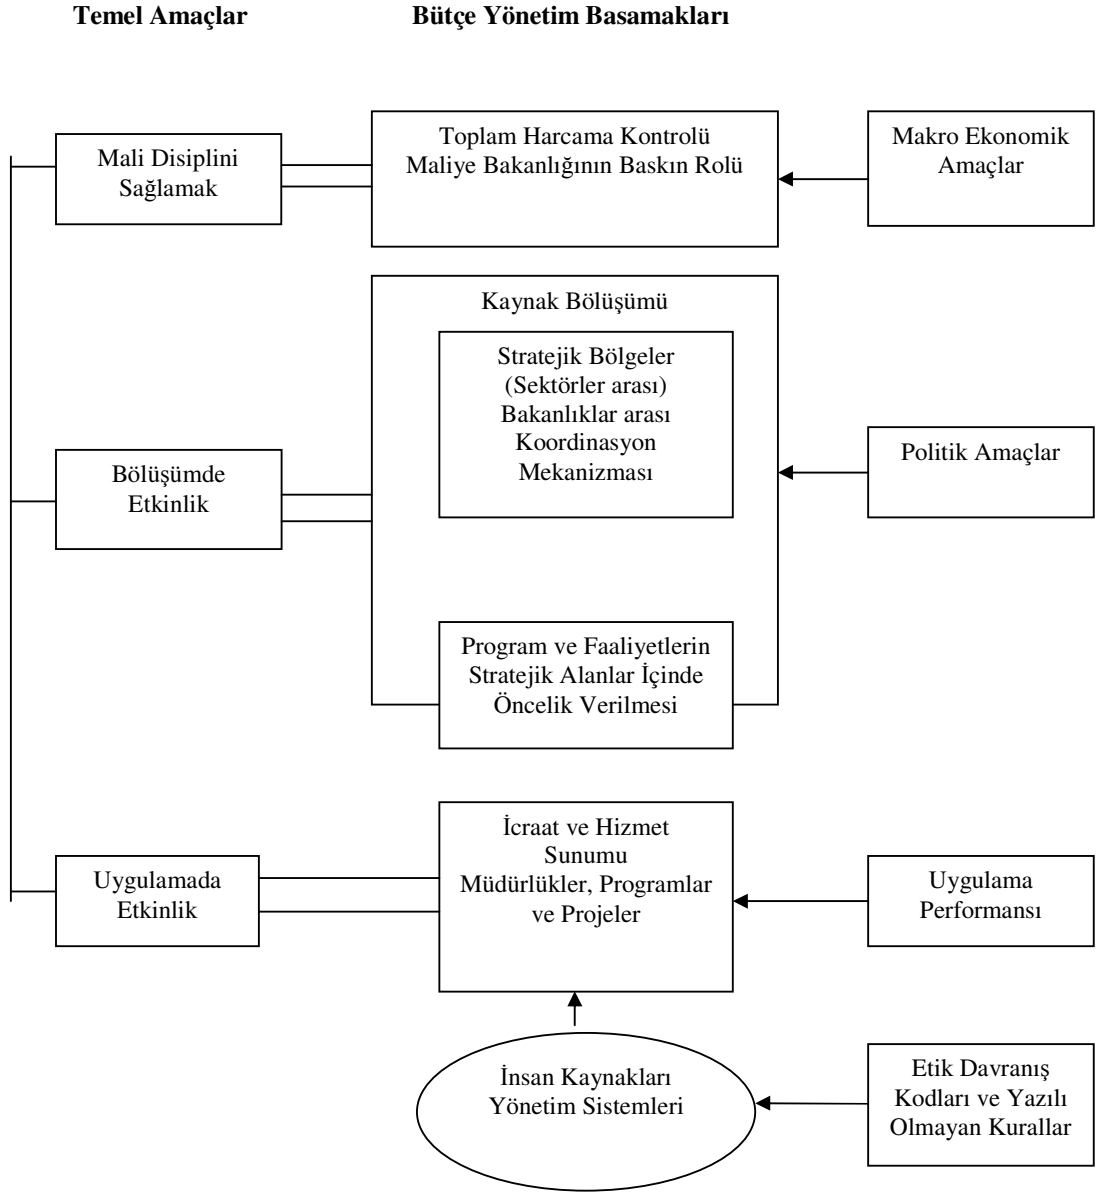 Temel Amaçlar
Bütçe Yönetim Basamakları
Mali Disiplini
Sağlamak
Toplam Harcama Kontrolü
Maliye Bakanlığının Baskın Rolü
Makro Ekonomik
Amaçlar
Kaynak Bölüşümü
Stratejik Bölgeler
(Sektörler arası)
Bakanlıklar arası
Koordinasyon
Mekanizması
Bölüşümde
Etkinlik
Politik Amaçlar
Program ve Faaliyetlerin
Stratejik Alanlar İçinde
Öncelik Verilmesi
Uygulamada
Etkinlik
İcraat ve Hizmet
Sunumu
Müdürlükler, Programlar
ve Projeler
Uygulama
Performansı
İnsan Kaynakları
Yönetim Sistemleri
Etik Davranış
Kodları ve Yazılı
Olmayan Kurallar